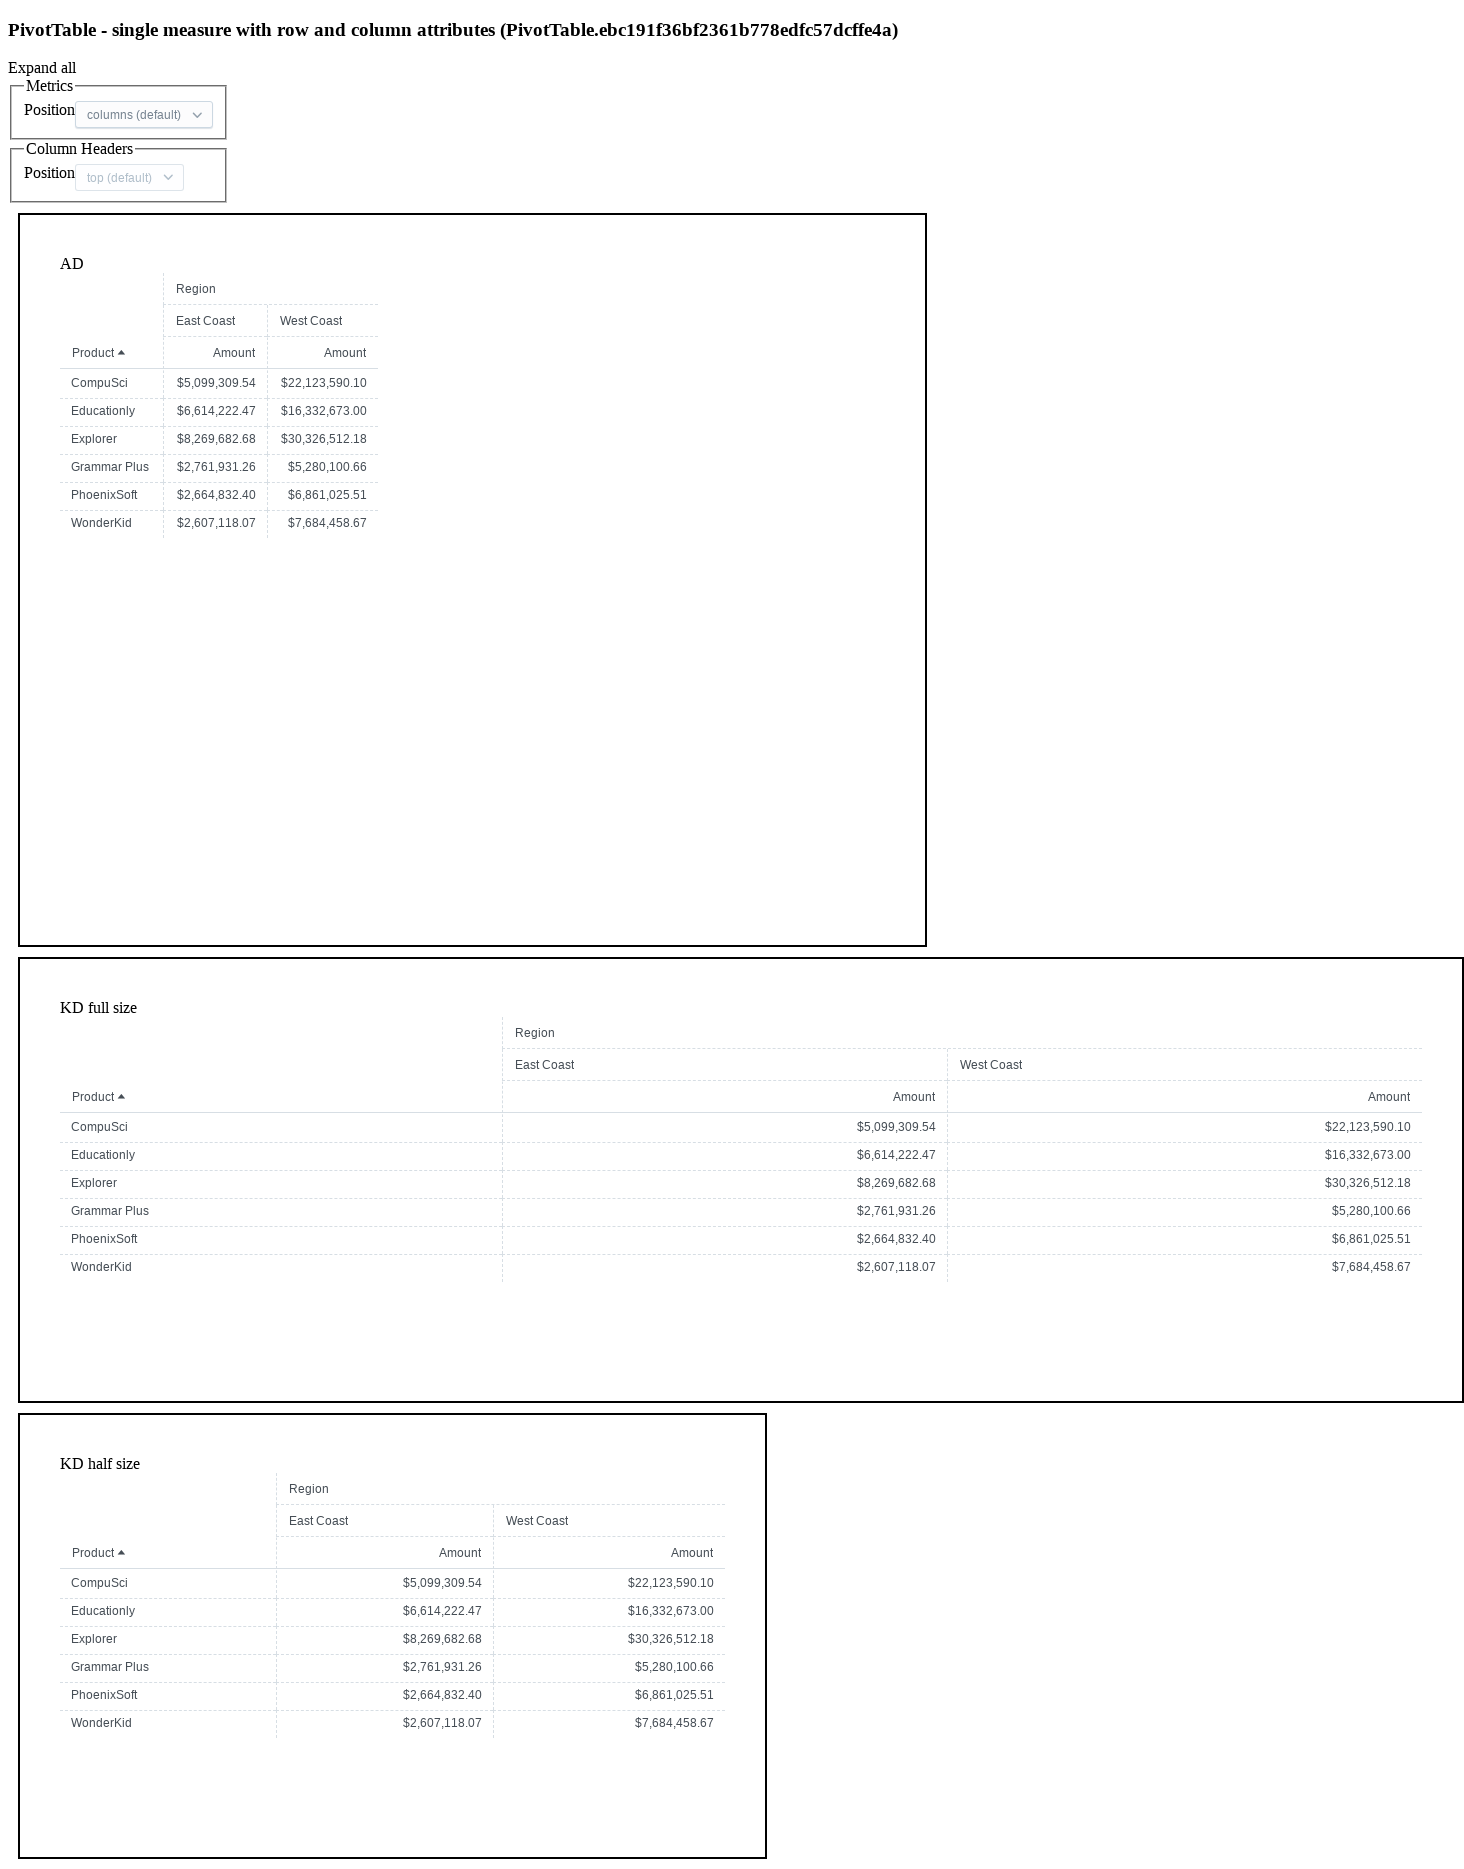 PivotTable - single measure with row and column attributes (PivotTable.ebc191f36bf2361b778edfc57dcffe4a)
Expand all
Metrics
Position columns (default)
Column Headers
Position top (default)
AD
Region
East Coast West Coast
Product Amount Amount
CompuSci $5,099,309.54 $22,123,590.10
Educationly $6,614,222.47 $16,332,673.00
Explorer $8,269,682.68 $30,326,512.18
Grammar Plus $2,761,931.26 $5,280,100.66
PhoenixSoft $2,664,832.40 $6,861,025.51
WonderKid $2,607,118.07 $7,684,458.67
KD full size
Region
East Coast West Coast
Product Amount Amount
CompuSci $5,099,309.54 $22,123,590.10
Educationly $6,614,222.47 $16,332,673.00
Explorer $8,269,682.68 $30,326,512.18
Grammar Plus $2,761,931.26 $5,280,100.66
PhoenixSoft $2,664,832.40 $6,861,025.51
WonderKid $2,607,118.07 $7,684,458.67
KD half size
Region
East Coast West Coast
Product Amount Amount
CompuSci $5,099,309.54 $22,123,590.10
Educationly $6,614,222.47 $16,332,673.00
Explorer $8,269,682.68 $30,326,512.18
Grammar Plus $2,761,931.26 $5,280,100.66
PhoenixSoft $2,664,832.40 $6,861,025.51
WonderKid $2,607,118.07 $7,684,458.67